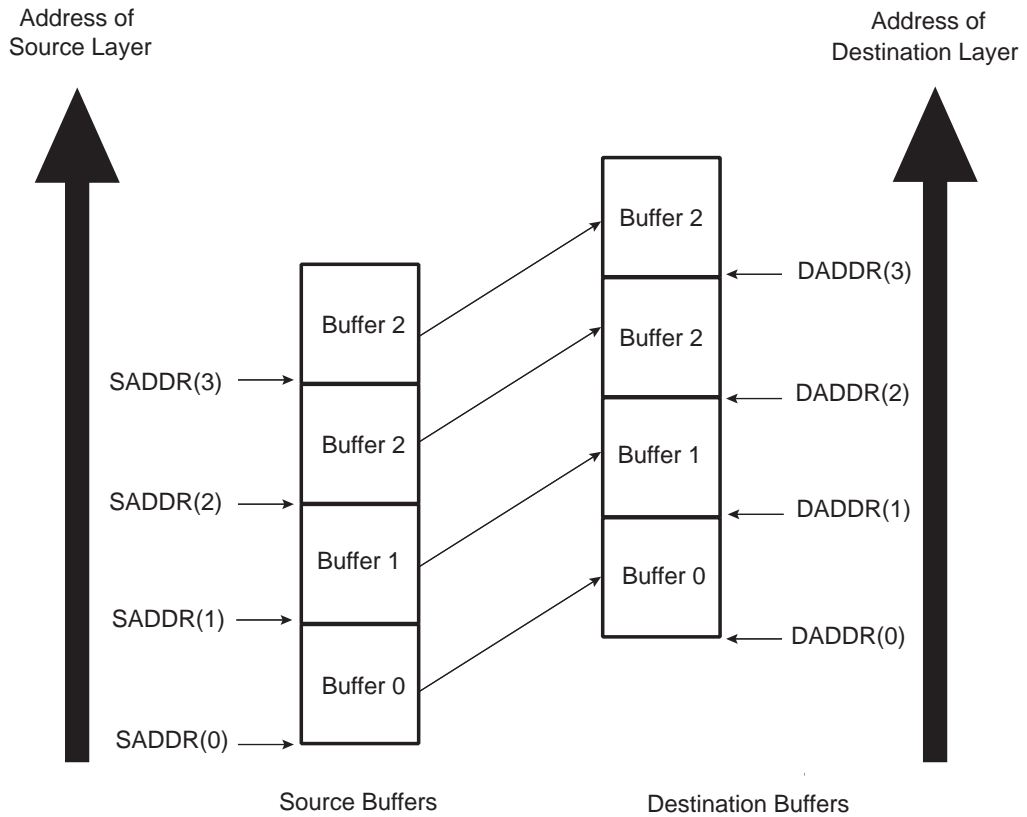 Address of
Source Layer
Address of
Destination Layer
Buffer 2
DADDR(3)
Buffer 2
Buffer 2
SADDR(3)
DADDR(2)
Buffer 2
Buffer 1
SADDR(2)
DADDR(1)
Buffer 1
Buffer 0
SADDR(1)
DADDR(0)
Buffer 0
SADDR(0)
Source Buffers
Destination Buffers